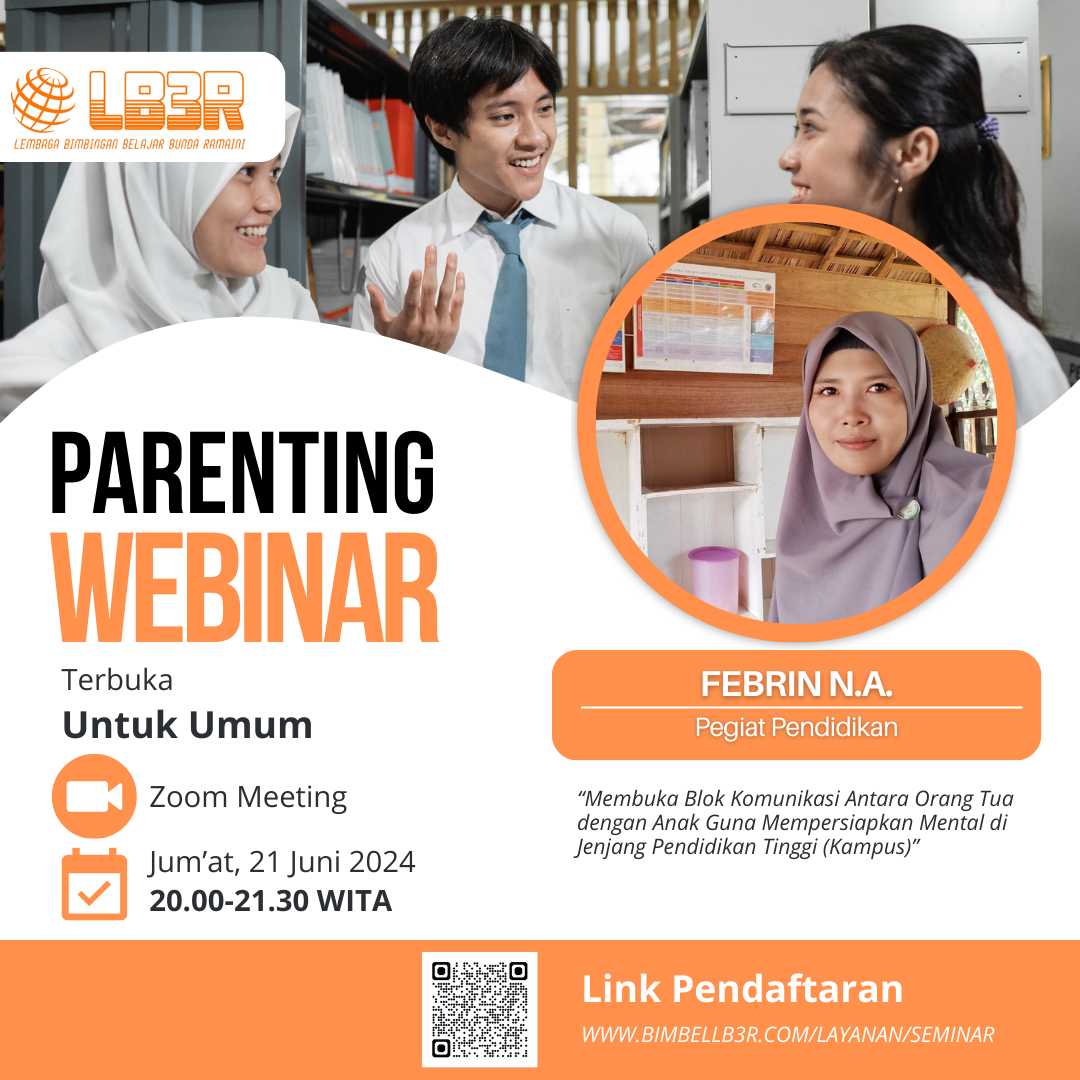 LB3R
LEMBAGA BIMBINGAN BELAJAR BUNDA RAMAINI
PARENTING
WEBINAR
Terbuka
Untuk Umum
Zoom Meeting
Jum’at, 21 Juni 2024
20.00-21.30 WITA
FEBRIN N.A.
Pegiat Pendidikan
“Membuka Blok Komunikasi Antara Orang Tua
dengan Anak Guna Mempersiapkan Mental di
Jenjang Pendidikan Tinggi (Kampus)”
Link Pendaftaran
WWW.BIMBELLB3R.COM/LAYANAN/SEMINAR